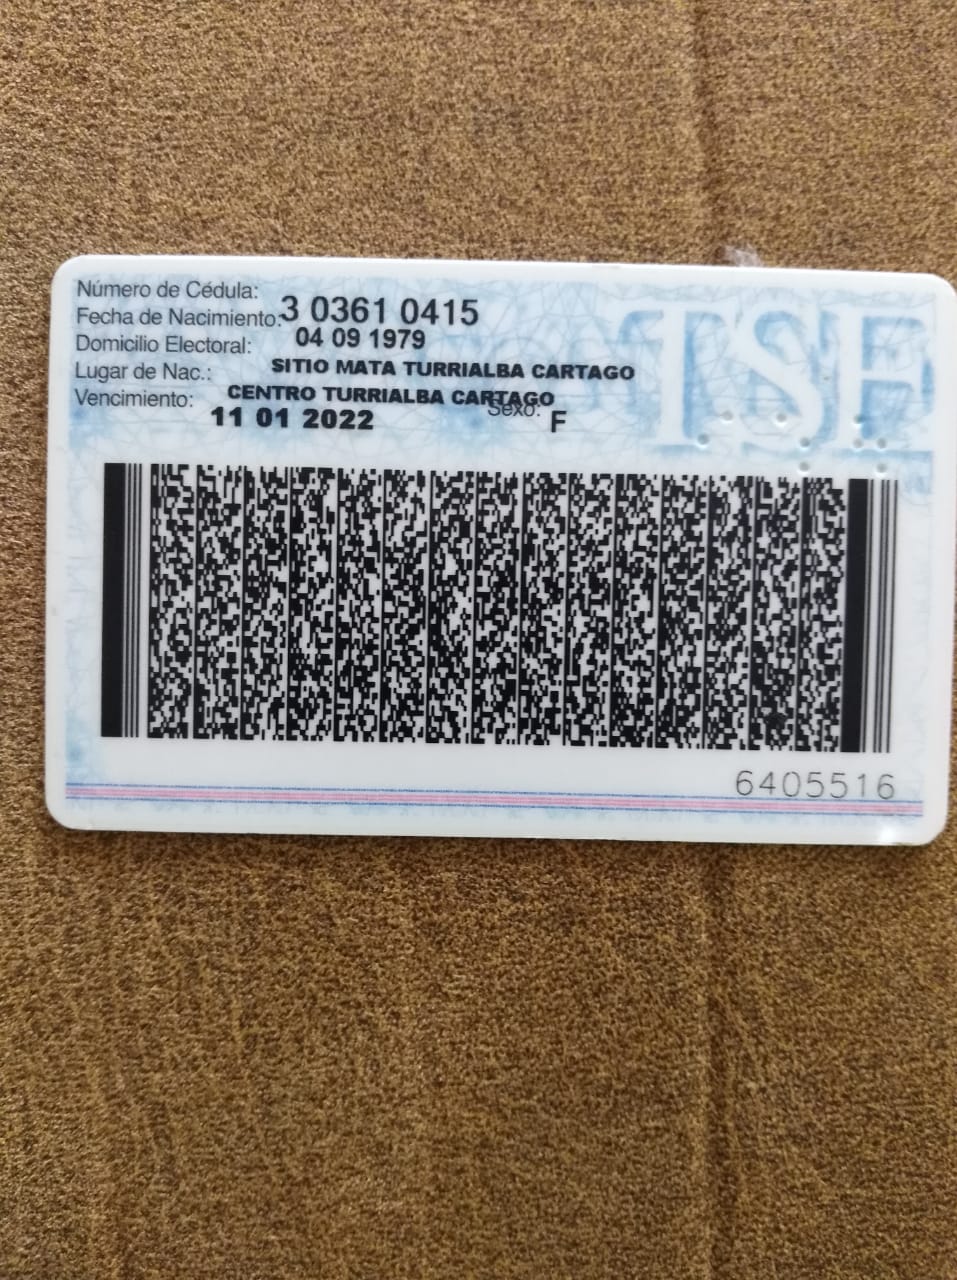 Número de Cédula: 3 0361 0415
Fecha de Nacimiento: 04 09 1979
Domicilio Electoral: SITIO MATA TURRIALBA CARTAGO
Lugar de Nac.: CENTRO TURRIALBA CARTAGO
Vencimiento: 11 01 2022 Sexo: F
TSE
6405516